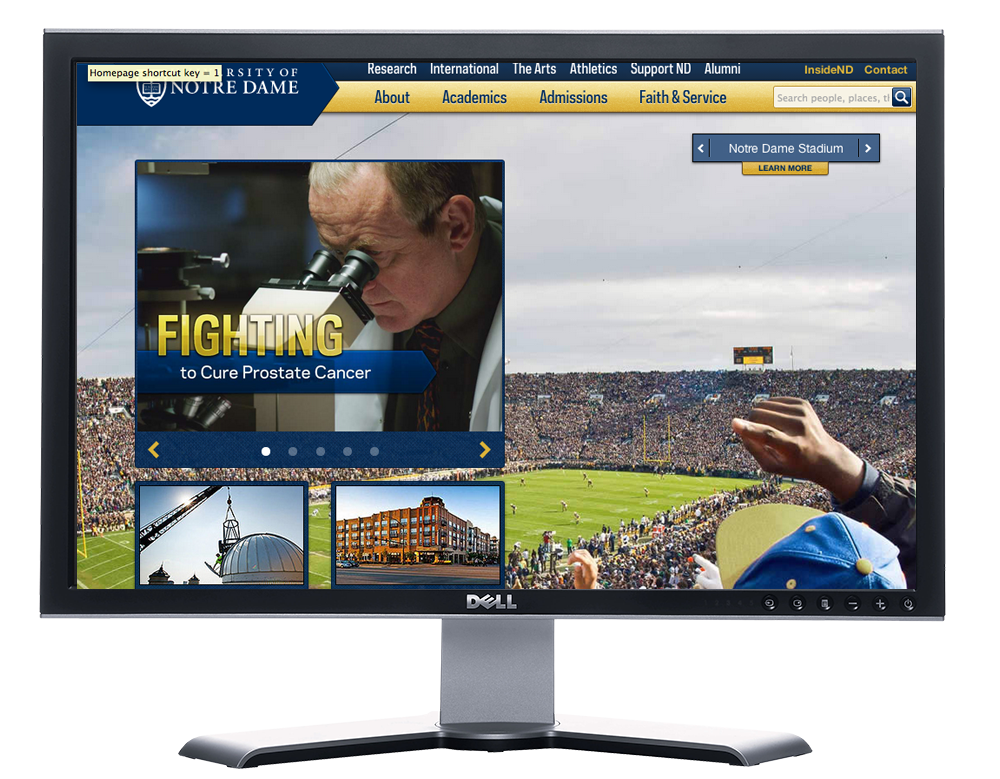 Homepage shortcut key = 1
RSITY OF
NOTRE DAME
Research International The Arts Athletics Support ND Alumni
InsideND Contact
About Academics Admissions Faith & Service
Search people, places, th
Notre Dame Stadium
LEARN MORE
FIGHTING
to Cure Prostate Cancer
DELL